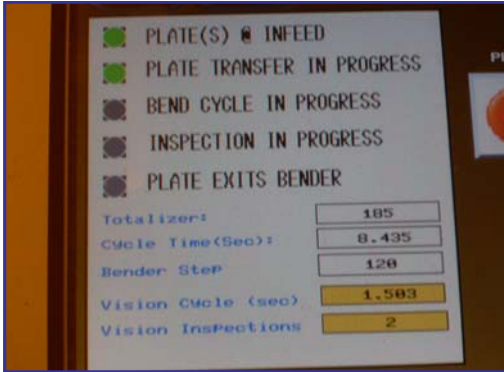 PLATE(S) @ INFEED
PLATE TRANSFER IN PROGRESS
BEND CYCLE IN PROGRESS
INSPECTION IN PROGRESS
PLATE EXITS BENDER
Totalizer: 185
Cycle Time(Sec): 8.435
Bender Step 120
Vision Cycle (sec) 1.503
Vision Inspections 2